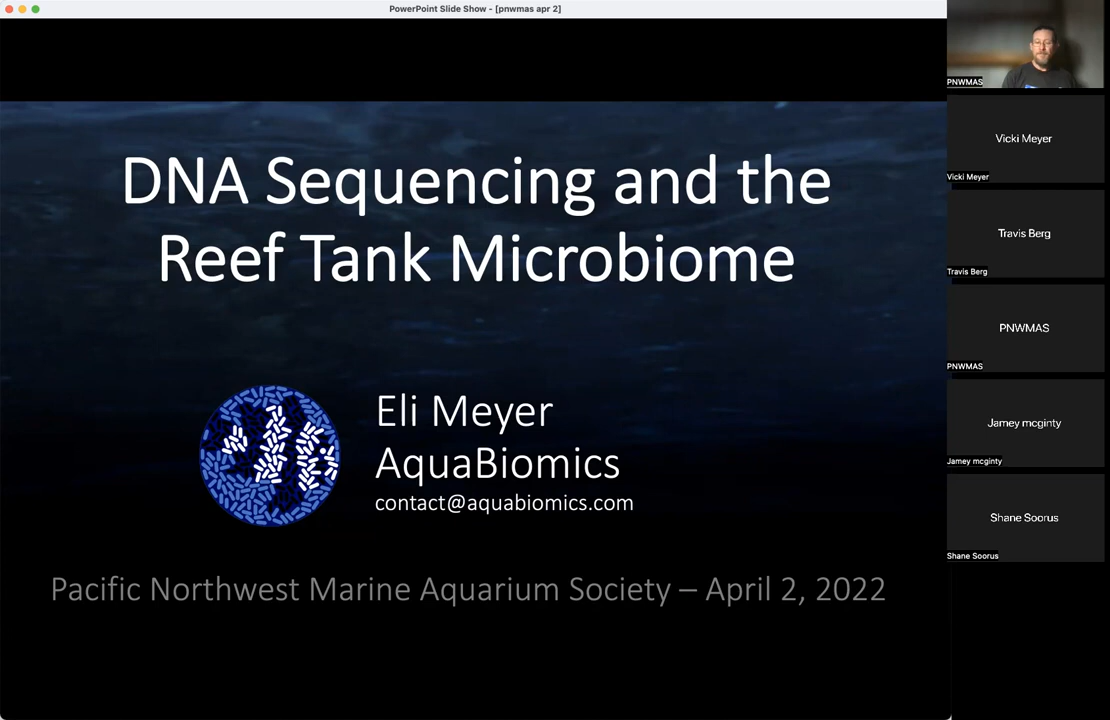 PowerPoint Slide Show - [pnwmas apr 2]
DNA Sequencing and the
Reef Tank Microbiome
Eli Meyer
AquaBiomics
contact@aquabiomics.com
Pacific Northwest Marine Aquarium Society – April 2, 2022
PNWMAS
Vicki Meyer
Vicki Meyer
Travis Berg
Travis Berg
PNWMAS
PNWMAS
Jamey mcginty
Jamey mcginty
Shane Soorus
Shane Soorus